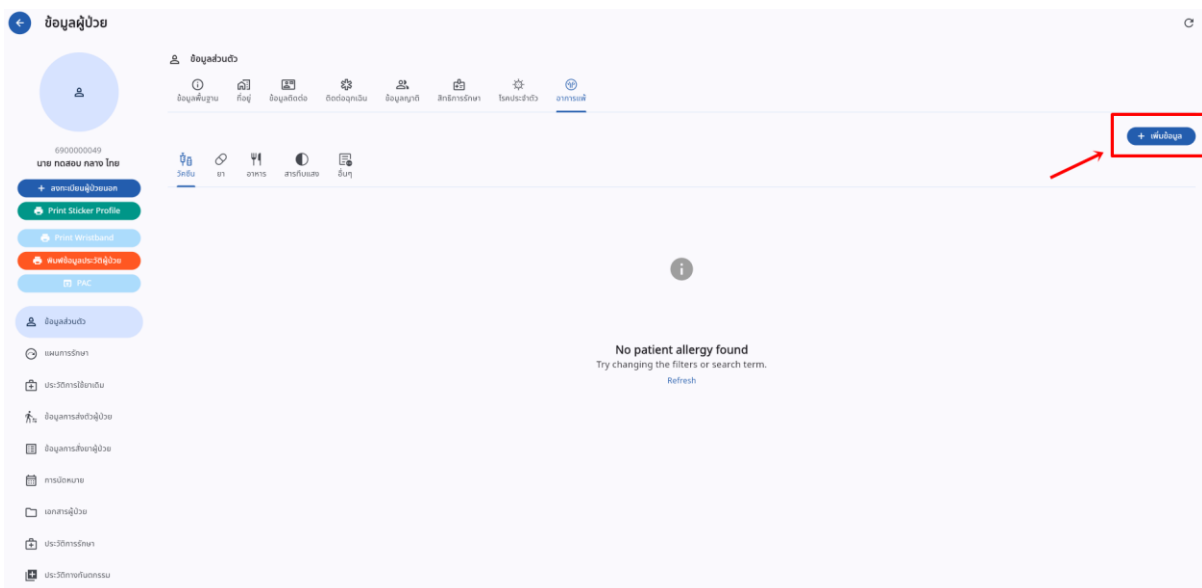 ข้อมูลผู้ป่วย
ข้อมูลส่วนตัว
ข้อมูลพื้นฐาน ที่อยู่ ข้อมูลติดต่อ ติดต่อฉุกเฉิน ข้อมูลญาติ สิทธิการรักษา โรคประจำตัว อาการแพ้
+ เพิ่มข้อมูล
6900000049
นาย ทดสอบ กลาง ไทย
วัคซีน ยา อาหาร สารทึบแสง อื่นๆ
+ ลงทะเบียนผู้ป่วยนอก
Print Sticker Profile
Print Wristband
พิมพ์ข้อมูลประวัติผู้ป่วย
PAC
ข้อมูลส่วนตัว
แผนการรักษา
ประวัติการใช้ยาเดิม
ข้อมูลการส่งตัวผู้ป่วย
ข้อมูลการสั่งยาผู้ป่วย
การนัดหมาย
เอกสารผู้ป่วย
ประวัติการรักษา
ประวัติทางทันตกรรม
No patient allergy found
Try changing the filters or search term.
Refresh